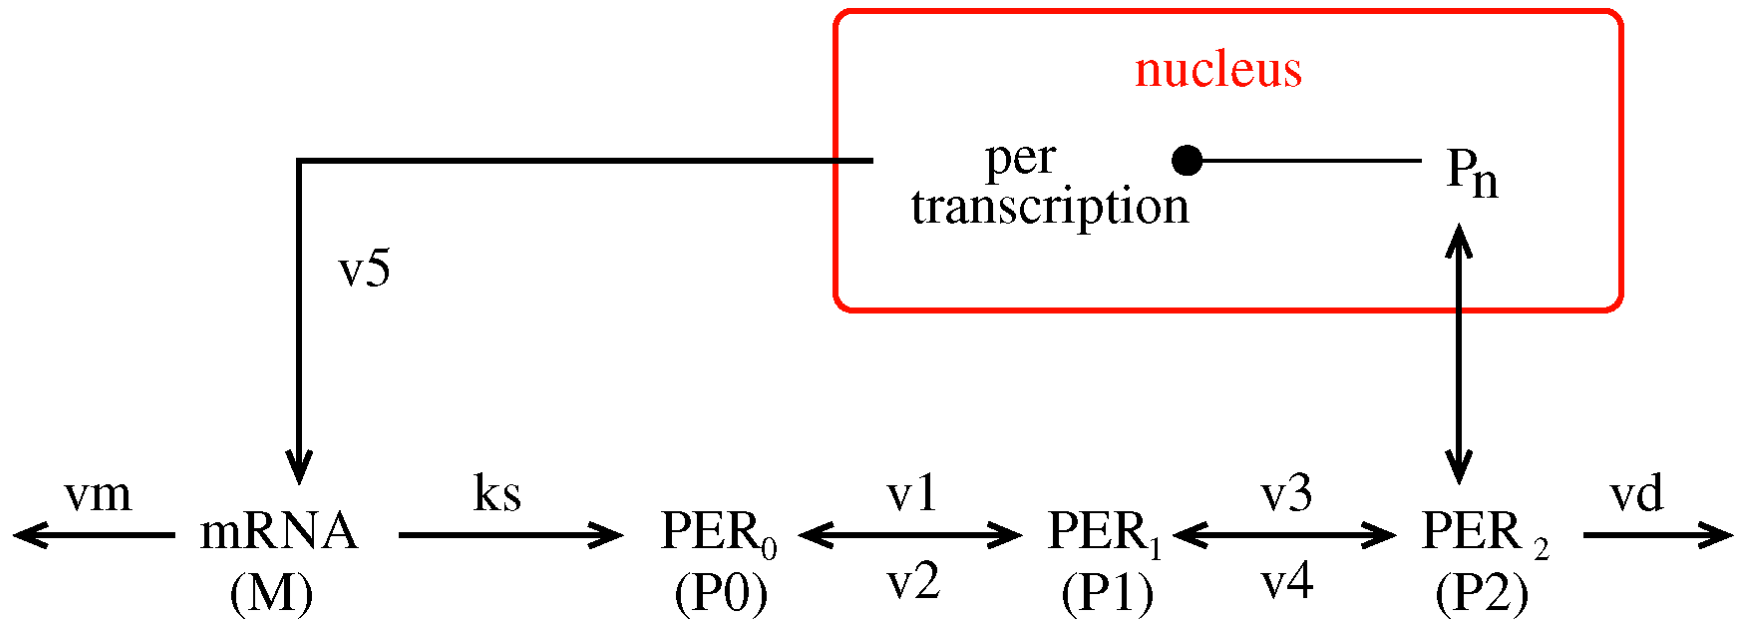 nucleus
per
transcription
Pn
v5
vm
ks
v1
v3
vd
mRNA
PER0
PER1
PER2
(M)
(P0)
v2
(P1)
v4
(P2)